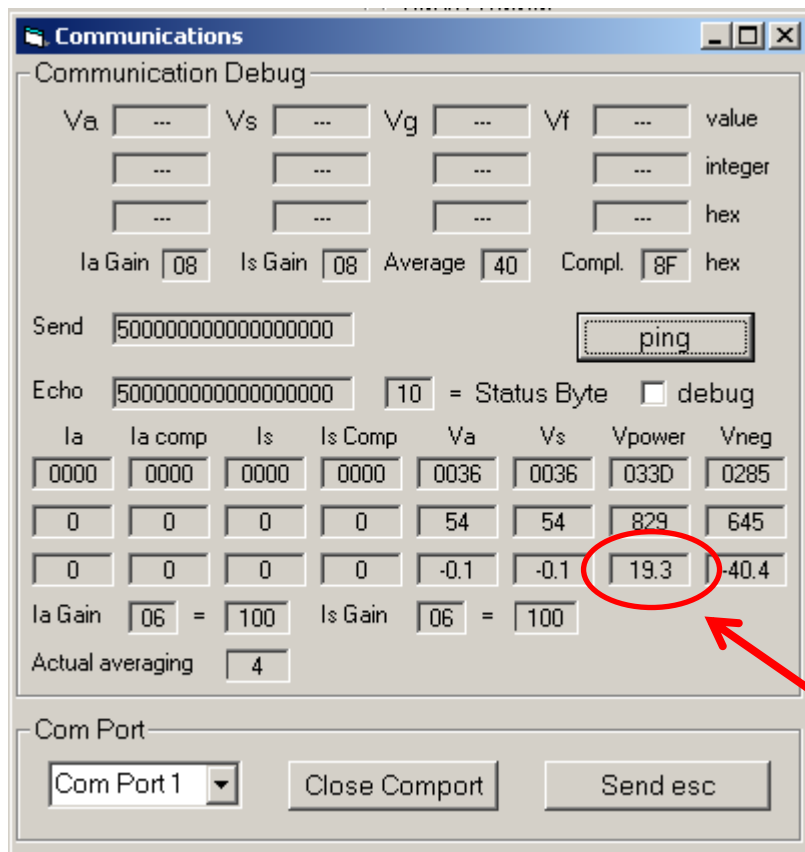 Communications
Communication Debug
Va --- Vs --- Vg --- Vf --- value
--- --- --- --- integer
--- --- --- --- hex
Ia Gain 08 Is Gain 08 Average 40 Compl. 8F hex
Send 500000000000000000 ping
Echo 500000000000000000 10 = Status Byte debug
Ia Ia comp Is Is Comp Va Vs Vpower Vneg
0000 0000 0000 0000 0036 0036 033D 0285
0 0 0 0 54 54 829 645
0 0 0 0 -0.1 -0.1 19.3 -40.4
Ia Gain 06 = 100 Is Gain 06 = 100
Actual averaging 4
Com Port
Com Port 1 Close Comport Send esc